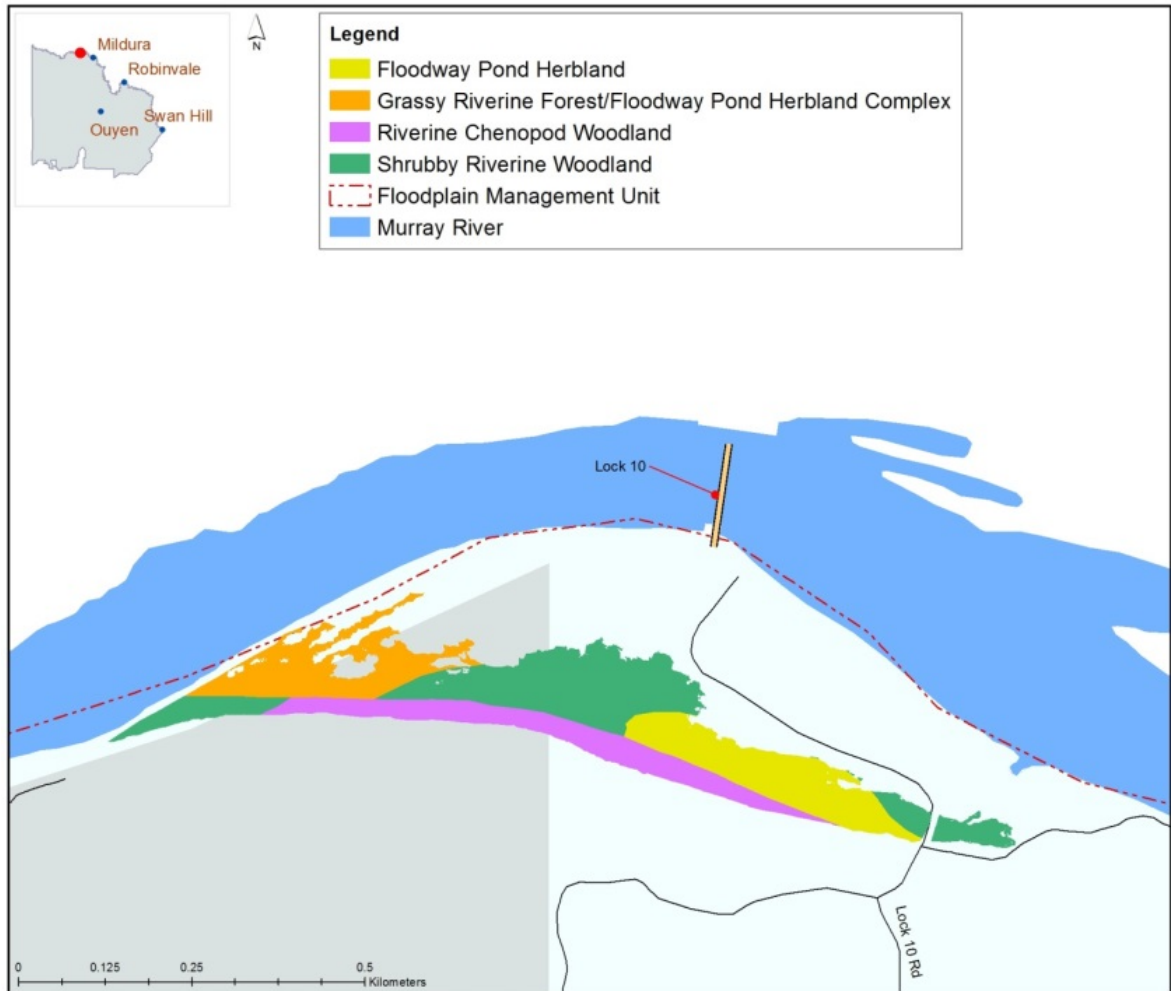 Mildura
Robinvale
Swan Hill
Ouyen
N
Legend
Floodway Pond Herbland
Grassy Riverine Forest/Floodway Pond Herbland Complex
Riverine Chenopod Woodland
Shrubby Riverine Woodland
Floodplain Management Unit
Murray River
Lock 10
Lock 10 Rd
0 0.125 0.25 0.5
Kilometers